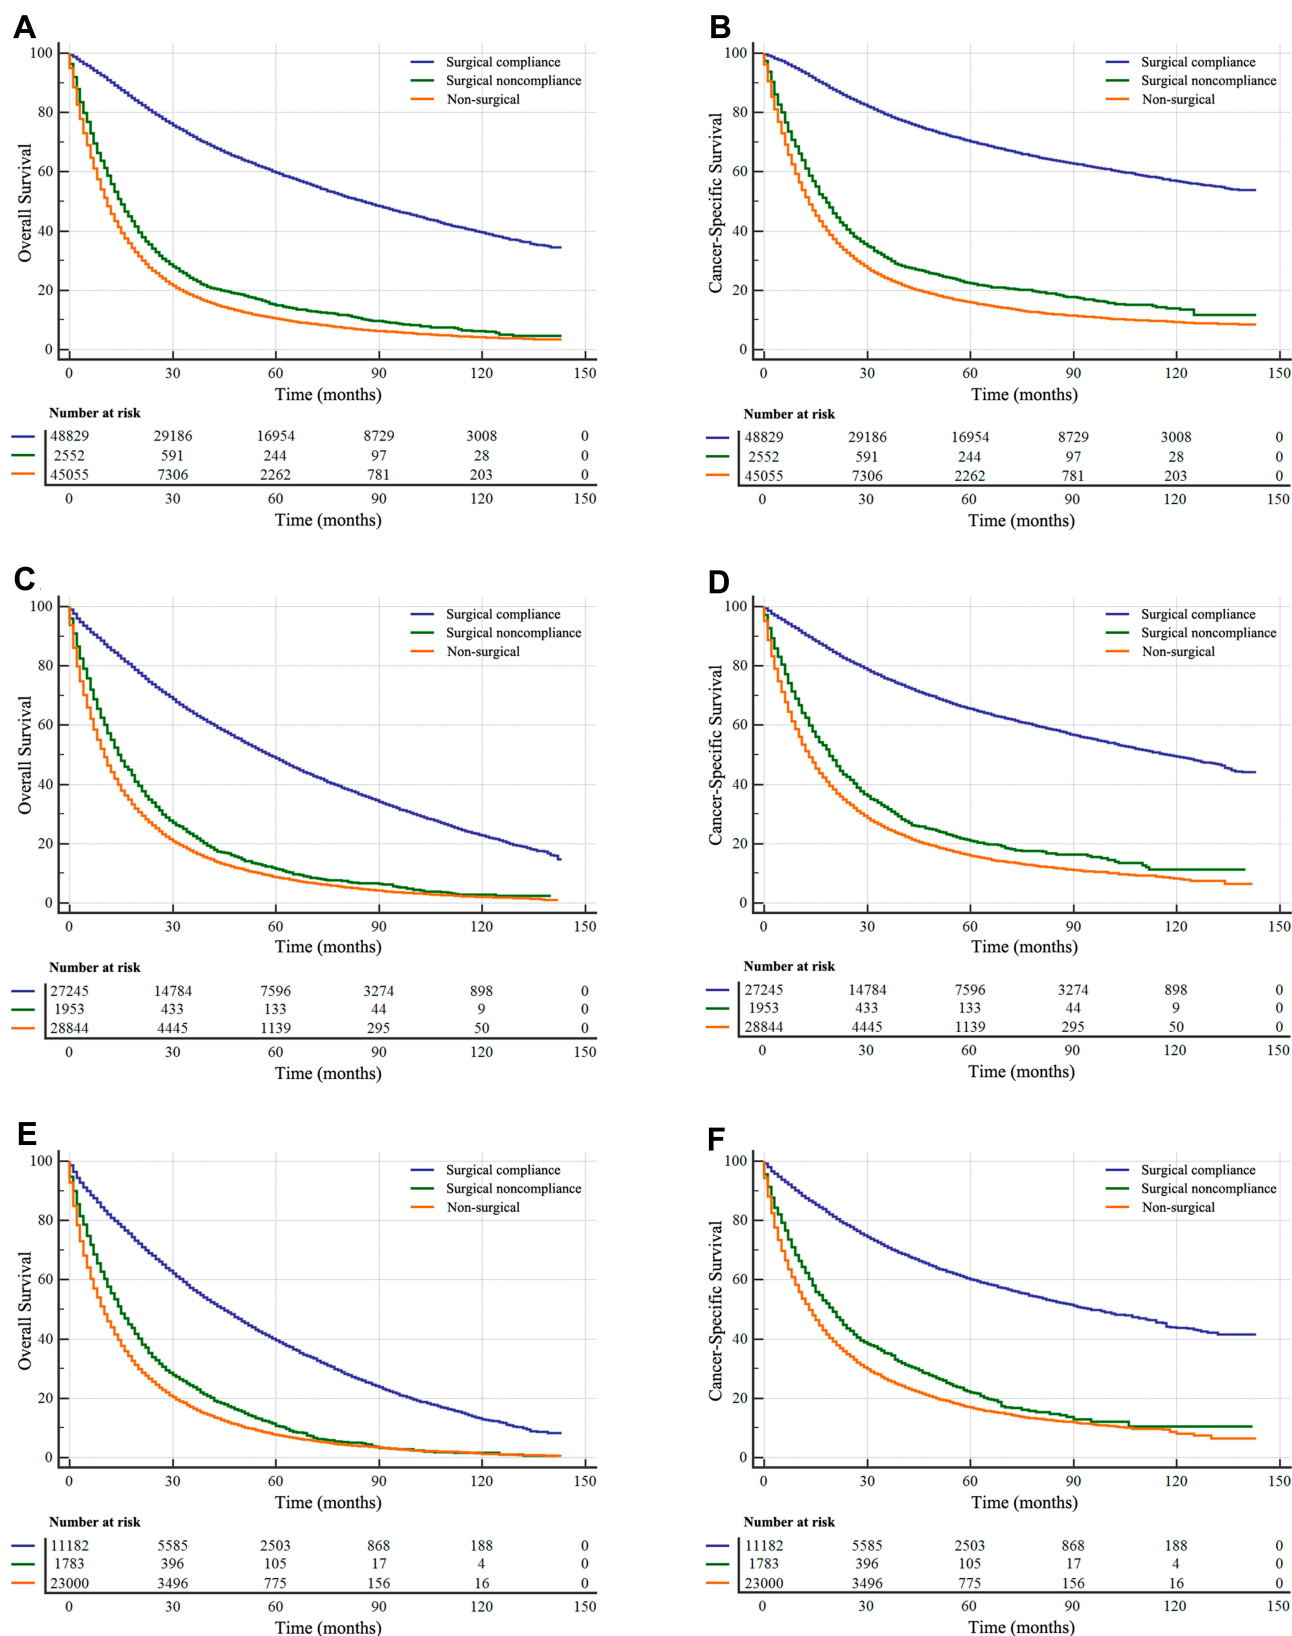 A
Overall Survival
100
80
60
40
20
0
Surgical compliance
Surgical noncompliance
Non-surgical
0 30 60 90 120 150
Time (months)
Number at risk
48829 29186 16954 8729 3008 0
2552 591 244 97 28 0
45055 7306 2262 781 203 0
0 30 60 90 120 150
Time (months)
B
Cancer-Specific Survival
100
80
60
40
20
0
Surgical compliance
Surgical noncompliance
Non-surgical
0 30 60 90 120 150
Time (months)
Number at risk
48829 29186 16954 8729 3008 0
2552 591 244 97 28 0
45055 7306 2262 781 203 0
0 30 60 90 120 150
Time (months)
C
Overall Survival
100
80
60
40
20
0
Surgical compliance
Surgical noncompliance
Non-surgical
0 30 60 90 120 150
Time (months)
Number at risk
27245 14784 7596 3274 898 0
1953 433 133 44 9 0
28844 4445 1139 295 50 0
0 30 60 90 120 150
Time (months)
D
Cancer-Specific Survival
100
80
60
40
20
0
Surgical compliance
Surgical noncompliance
Non-surgical
0 30 60 90 120 150
Time (months)
Number at risk
27245 14784 7596 3274 898 0
1953 433 133 44 9 0
28844 4445 1139 295 50 0
0 30 60 90 120 150
Time (months)
E
Overall Survival
100
80
60
40
20
0
Surgical compliance
Surgical noncompliance
Non-surgical
0 30 60 90 120 150
Time (months)
Number at risk
11182 5585 2503 868 188 0
1783 396 105 17 4 0
23000 3496 775 156 16 0
0 30 60 90 120 150
Time (months)
F
Cancer-Specific Survival
100
80
60
40
20
0
Surgical compliance
Surgical noncompliance
Non-surgical
0 30 60 90 120 150
Time (months)
Number at risk
11182 5585 2503 868 188 0
1783 396 105 17 4 0
23000 3496 775 156 16 0
0 30 60 90 120 150
Time (months)